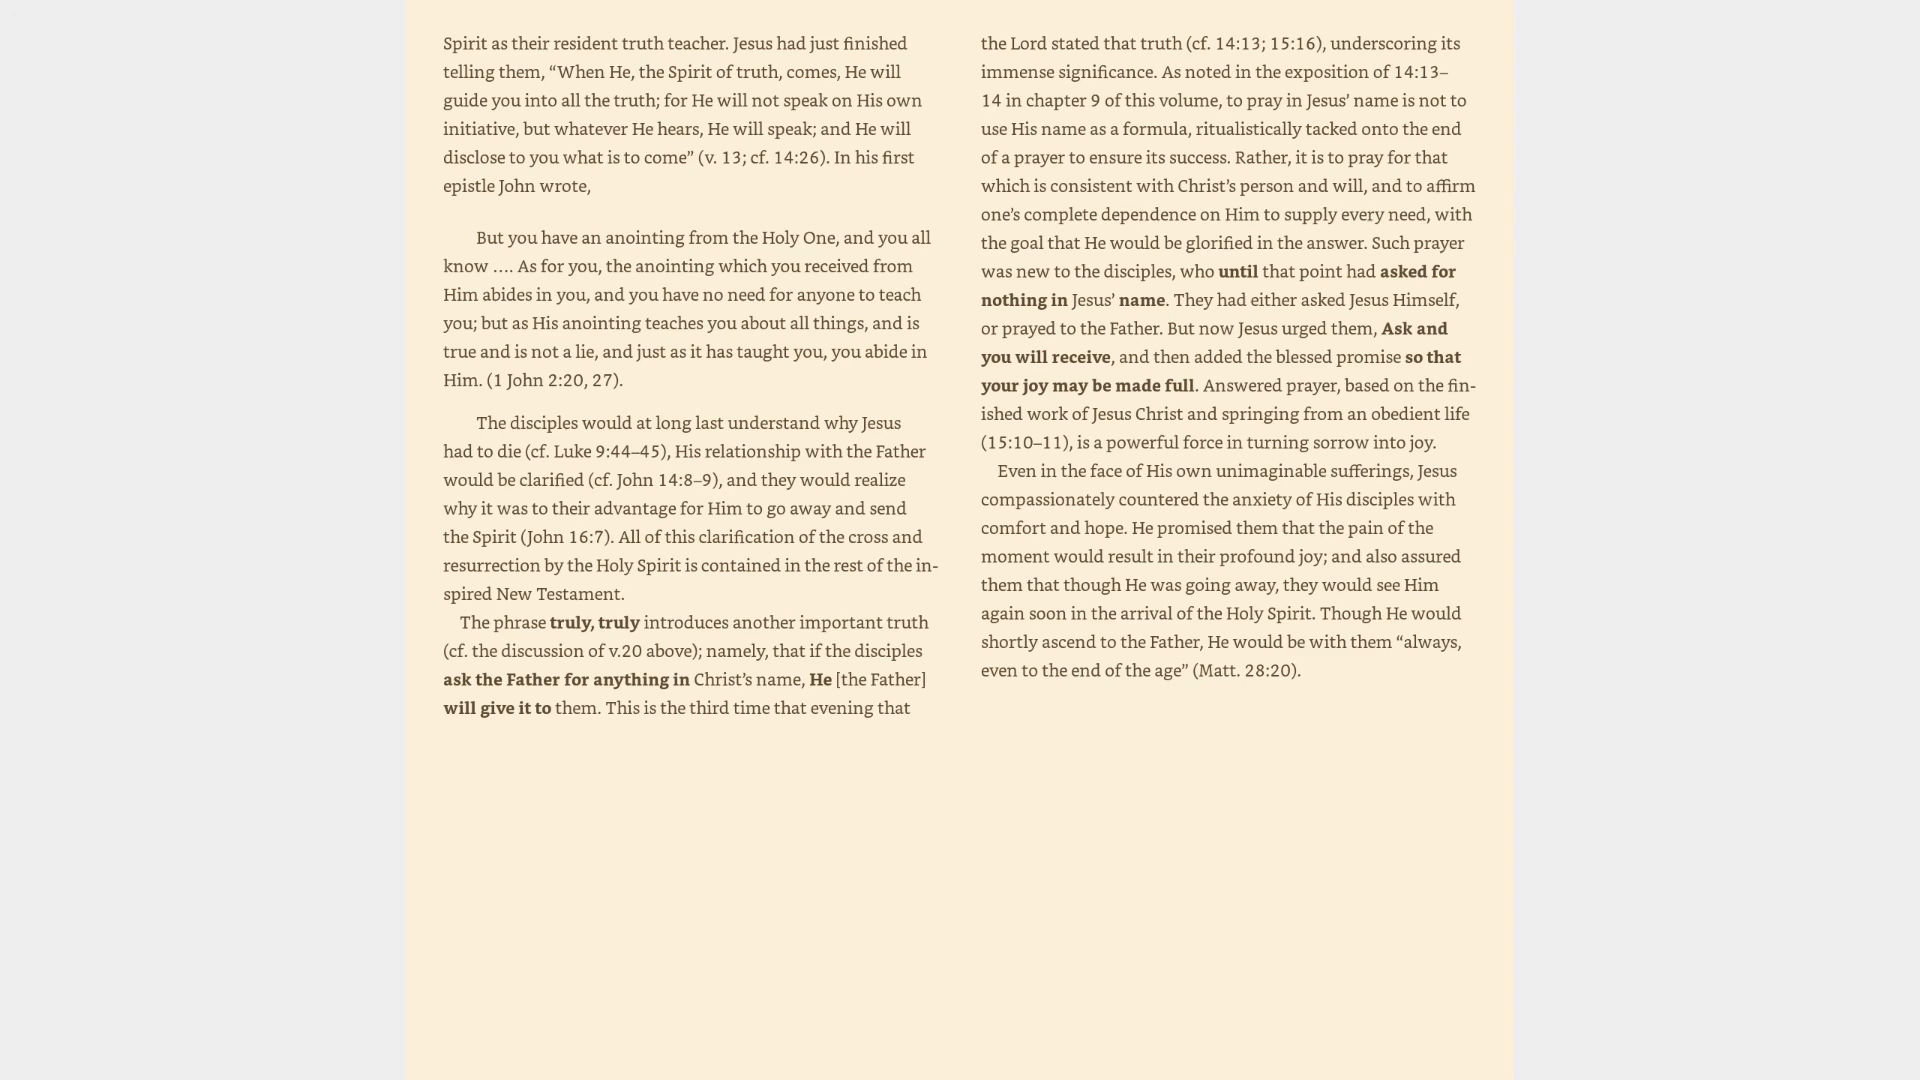 Spirit as their resident truth teacher. Jesus had just finished
telling them, “When He, the Spirit of truth, comes, He will
guide you into all the truth; for He will not speak on His own
initiative, but whatever He hears, He will speak; and He will
disclose to you what is to come” (v. 13; cf. 14:26). In his first
epistle John wrote,
But you have an anointing from the Holy One, and you all
know …. As for you, the anointing which you received from
Him abides in you, and you have no need for anyone to teach
you; but as His anointing teaches you about all things, and is
true and is not a lie, and just as it has taught you, you abide in
Him. (1 John 2:20, 27).
The disciples would at long last understand why Jesus
had to die (cf. Luke 9:44–45), His relationship with the Father
would be clarified (cf. John 14:8–9), and they would realize
why it was to their advantage for Him to go away and send
the Spirit (John 16:7). All of this clarification of the cross and
resurrection by the Holy Spirit is contained in the rest of the in-
spired New Testament.
The phrase truly, truly introduces another important truth
(cf. the discussion of v.20 above); namely, that if the disciples
ask the Father for anything in Christ’s name, He [the Father]
will give it to them. This is the third time that evening that
the Lord stated that truth (cf. 14:13; 15:16), underscoring its
immense significance. As noted in the exposition of 14:13–
14 in chapter 9 of this volume, to pray in Jesus’ name is not to
use His name as a formula, ritualistically tacked onto the end
of a prayer to ensure its success. Rather, it is to pray for that
which is consistent with Christ’s person and will, and to affirm
one’s complete dependence on Him to supply every need, with
the goal that He would be glorified in the answer. Such prayer
was new to the disciples, who until that point had asked for
nothing in Jesus’ name. They had either asked Jesus Himself,
or prayed to the Father. But now Jesus urged them, Ask and
you will receive, and then added the blessed promise so that
your joy may be made full. Answered prayer, based on the fin-
ished work of Jesus Christ and springing from an obedient life
(15:10–11), is a powerful force in turning sorrow into joy.
Even in the face of His own unimaginable sufferings, Jesus
compassionately countered the anxiety of His disciples with
comfort and hope. He promised them that the pain of the
moment would result in their profound joy; and also assured
them that though He was going away, they would see Him
again soon in the arrival of the Holy Spirit. Though He would
shortly ascend to the Father, He would be with them “always,
even to the end of the age” (Matt. 28:20).